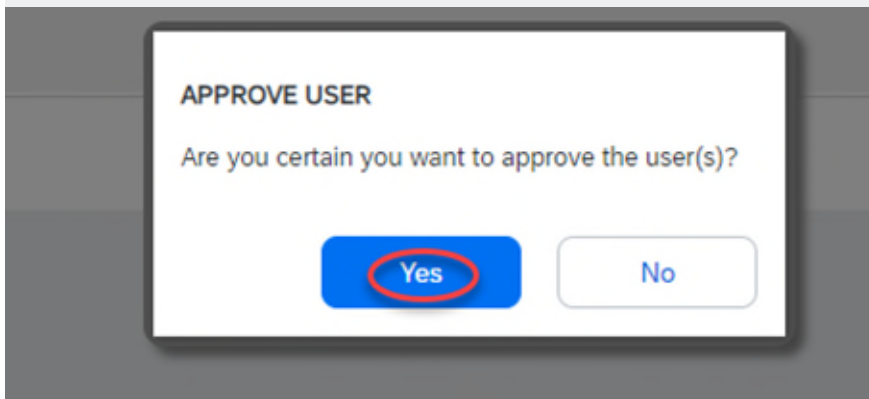 APPROVE USER
Are you certain you want to approve the user(s)?
Yes No